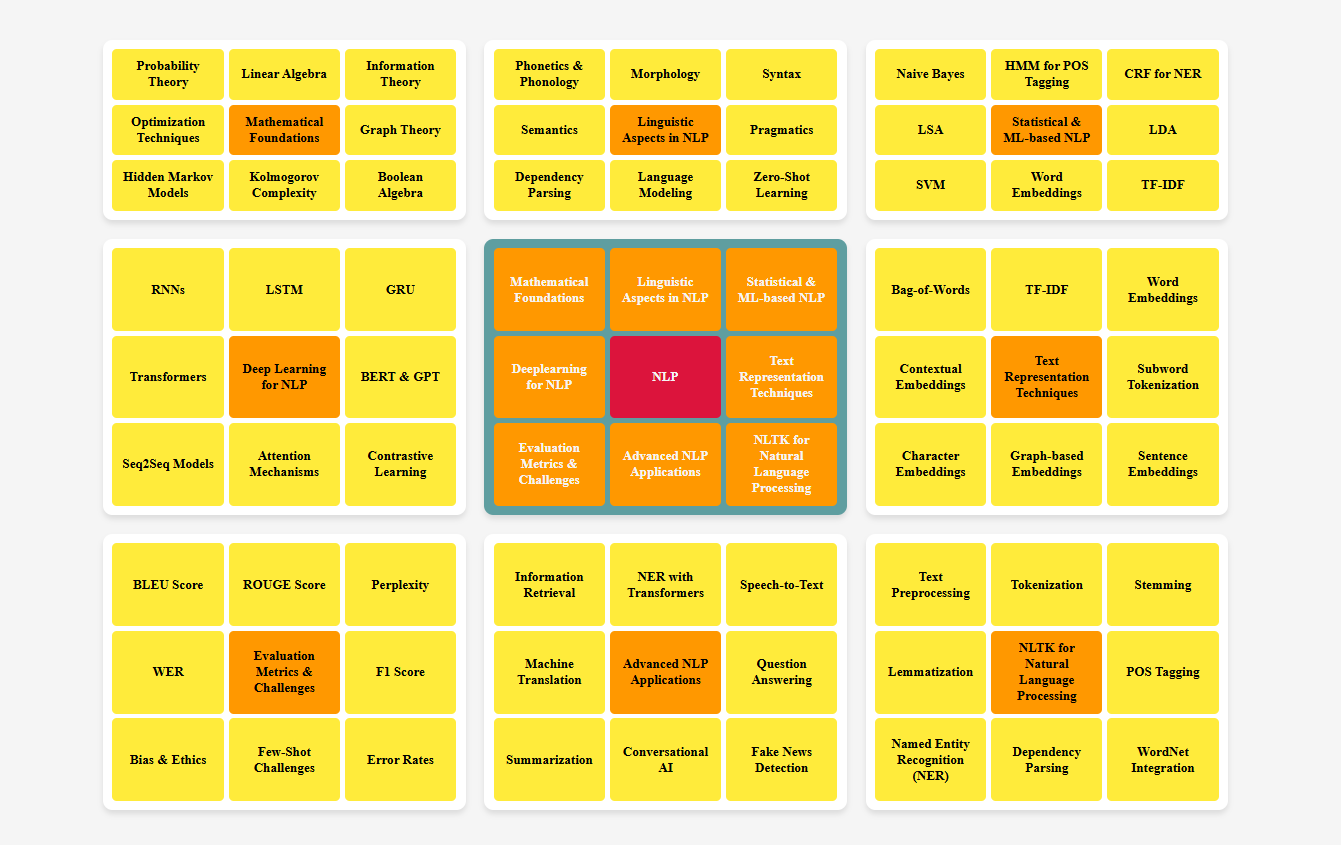 Probability
Theory
Linear Algebra
Information
Theory
Optimization
Techniques
Mathematical
Foundations
Graph Theory
Hidden Markov
Models
Kolmogorov
Complexity
Boolean
Algebra
Phonetics &
Phonology
Morphology
Syntax
Semantics
Linguistic
Aspects in NLP
Pragmatics
Dependency
Parsing
Language
Modeling
Zero-Shot
Learning
Naive Bayes
HMM for POS
Tagging
CRF for NER
LSA
Statistical &
ML-based NLP
LDA
SVM
Word
Embeddings
TF-IDF
RNNs
LSTM
GRU
Transformers
Deep Learning
for NLP
BERT & GPT
Seq2Seq Models
Attention
Mechanisms
Contrastive
Learning
Mathematical
Foundations
Linguistic
Aspects in NLP
Statistical &
ML-based NLP
Deeplearning
for NLP
NLP
Text
Representation
Techniques
Evaluation
Metrics &
Challenges
Advanced NLP
Applications
NLTK for
Natural
Language
Processing
Bag-of-Words
TF-IDF
Word
Embeddings
Contextual
Embeddings
Text
Representation
Techniques
Subword
Tokenization
Character
Embeddings
Graph-based
Embeddings
Sentence
Embeddings
BLEU Score
ROUGE Score
Perplexity
WER
Evaluation
Metrics &
Challenges
F1 Score
Bias & Ethics
Few-Shot
Challenges
Error Rates
Information
Retrieval
NER with
Transformers
Speech-to-Text
Machine
Translation
Advanced NLP
Applications
Question
Answering
Summarization
Conversational
AI
Fake News
Detection
Text
Preprocessing
Tokenization
Stemming
Lemmatization
NLTK for
Natural
Language
Processing
POS Tagging
Named Entity
Recognition
(NER)
Dependency
Parsing
WordNet
Integration